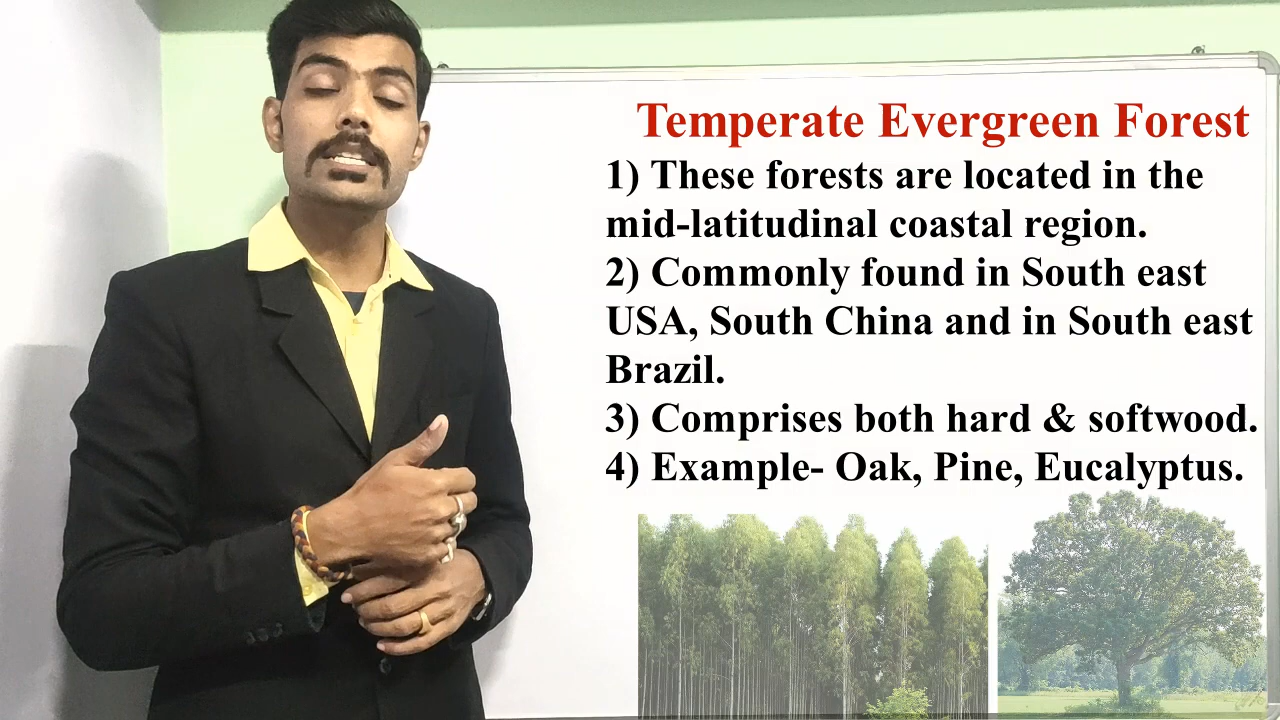 Temperate Evergreen Forest
1) These forests are located in the
mid-latitudinal coastal region.
2) Commonly found in South east
USA, South China and in South east
Brazil.
3) Comprises both hard & softwood.
4) Example- Oak, Pine, Eucalyptus.